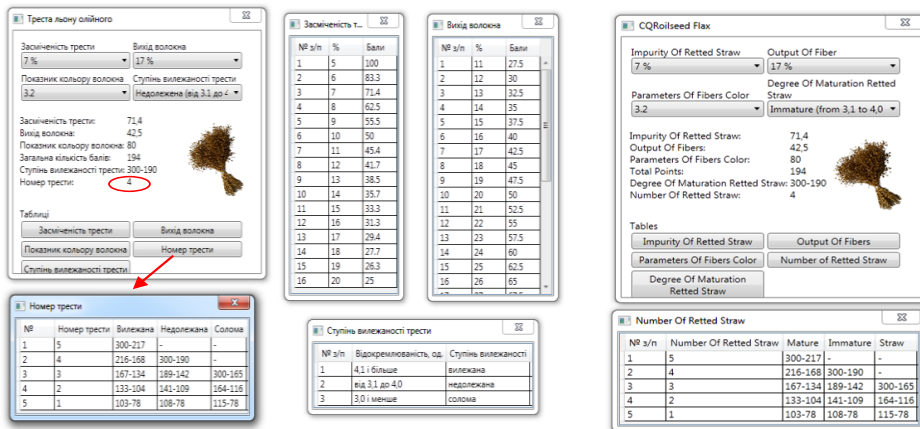 Треста льону олійного
Засміченість трести Вихід волокна
7 % 17 %
Показник кольору волокна Ступінь вилежаності трести
3.2 Недолежена (від 3.1 до 4
Засміченість трести: 71,4
Вихід волокна: 42,5
Показник кольору волокна: 80
Загальна кількість балів: 194
Ступінь вилежаності трести: 300-190
Номер трести: 4
Таблиці
Засміченість трести Вихід волокна
Показник кольору волокна Номер трести
Ступінь вилежаності трести
Засміченість т...
№ з/п % Бали
1 5 100
2 6 83.3
3 7 71.4
4 8 62.5
5 9 55.5
6 10 50
7 11 45.4
8 12 41.7
9 13 38.5
10 14 35.7
11 15 33.3
12 16 31.3
13 17 29.4
14 18 27.7
15 19 26.3
16 20 25
Вихід волокна
№ з/п % Бали
1 11 27.5
2 12 30
3 13 32.5
4 14 35
5 15 37.5
6 16 40
7 17 42.5
8 18 45
9 19 47.5
10 20 50
11 21 52.5
12 22 55
13 23 57.5
14 24 60
15 25 62.5
16 26 65
CQRoilseed Flax
Impurity Of Retted Straw Output Of Fiber
7 % 17 %
Parameters Of Fibers Color Degree Of Maturation Retted
Straw
3.2 Immature (from 3,1 to 4,0
Impurity Of Retted Straw: 71,4
Output Of Fibers: 42,5
Parameters Of Fibers Color: 80
Total Points: 194
Degree Of Maturation Retted Straw: 300-190
Number Of Retted Straw: 4
Tables
Impurity Of Retted Straw Output Of Fibers
Parameters Of Fibers Color Number of Retted Straw
Degree Of Maturation
Retted Straw
Номер трести
№ Номер трести Вилежана Недолежана Солома
1 5 300-217 - -
2 4 216-168 300-190 -
3 3 167-134 189-142 300-165
4 2 133-104 141-109 164-116
5 1 103-78 108-78 115-78
Ступінь вилежаності трести
№ з/п Відокремлюваність, од. Ступінь вилежаності
1 4,1 і більше вилежана
2 від 3,1 до 4,0 недолежана
3 3,0 і менше солома
Number Of Retted Straw
№ з/п Number Of Retted Straw Mature Immature Straw
1 5 300-217 - -
2 4 216-168 300-190 -
3 3 167-134 189-142 300-165
4 2 133-104 141-109 164-116
5 1 103-78 108-78 115-78